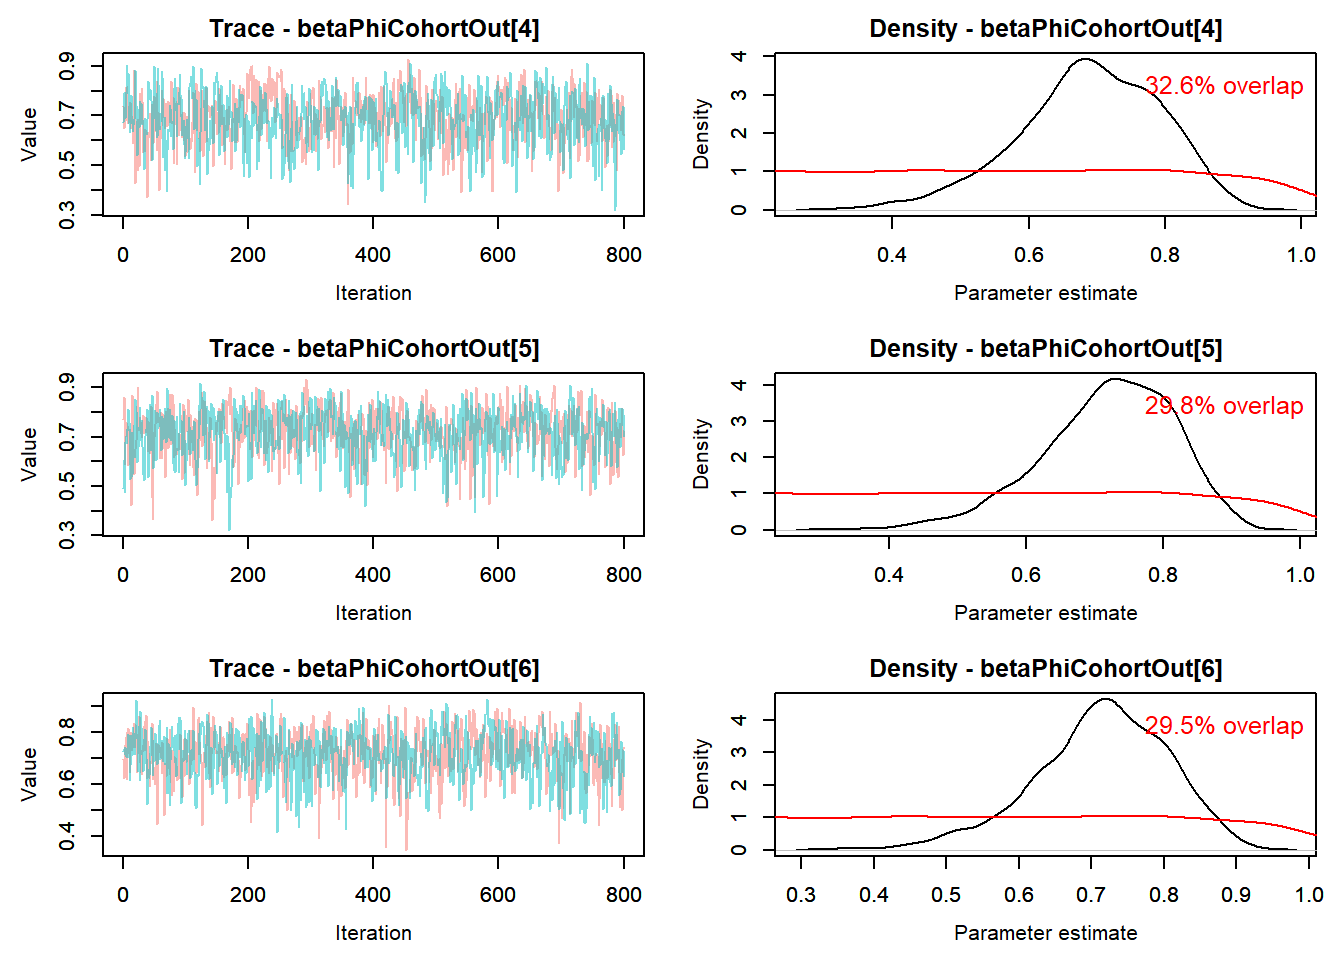 Trace - betaPhiCohortOut[4]
Value
0.3 0.5 0.7 0.9
0 200 400 600 800
Iteration
Density - betaPhiCohortOut[4]
Density
0 1 2 3 4
32.6% overlap
0.4 0.6 0.8 1.0
Parameter estimate
Trace - betaPhiCohortOut[5]
Value
0.3 0.5 0.7 0.9
0 200 400 600 800
Iteration
Density - betaPhiCohortOut[5]
Density
0 1 2 3 4
29.8% overlap
0.4 0.6 0.8 1.0
Parameter estimate
Trace - betaPhiCohortOut[6]
Value
0.4 0.6 0.8
0 200 400 600 800
Iteration
Density - betaPhiCohortOut[6]
Density
0 1 2 3 4
29.5% overlap
0.3 0.4 0.5 0.6 0.7 0.8 0.9 1.0
Parameter estimate